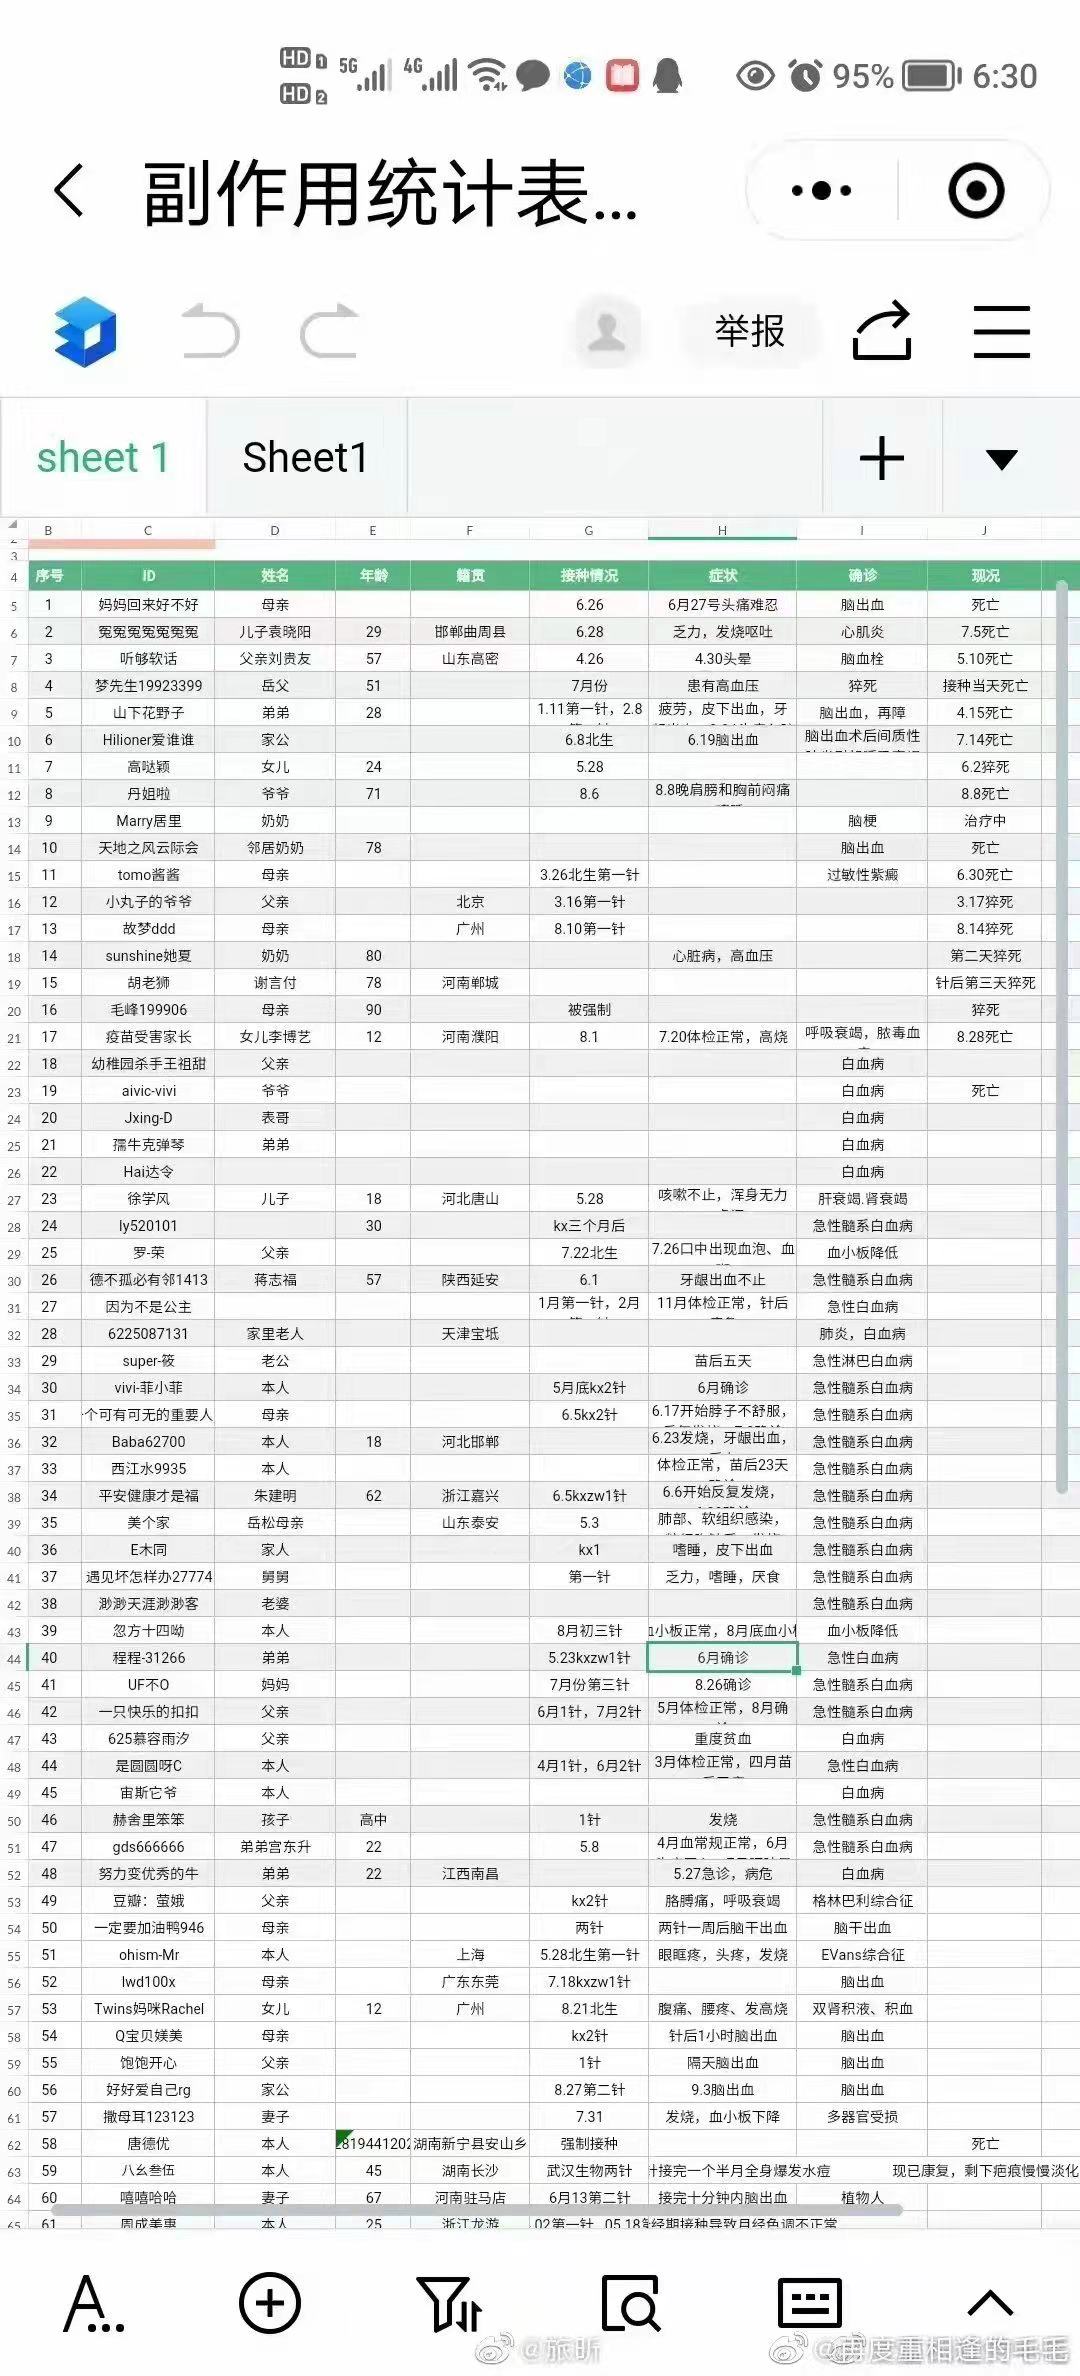 HD 1 5G 4G 95% 6:30
HD 2
副作用统计表...
举报
sheet 1 Sheet1
B C D E F G H I J
3
4 序号 ID 姓名 年龄 籍贯 接种情况 症状 确诊 现况
5 1 妈妈回来好不好 母亲 6.26 6月27号头痛难忍 脑出血 死亡
6 2 冤冤冤冤冤冤冤 儿子袁晓阳 29 邯郸曲周县 6.28 乏力，发烧呕吐 心肌炎 7.5死亡
7 3 听够软话 父亲刘贵友 57 山东高密 4.26 4.30头晕 脑血栓 5.10死亡
8 4 梦先生19923399 岳父 51 7月份 患有高血压 猝死 接种当天死亡
9 5 山下花野子 弟弟 28 1.11第一针，2.8 疲劳，皮下出血，牙 脑出血，再障 4.15死亡
10 6 Hilioner爱谁谁 家公 6.8北生 6.19脑出血 脑出血术后间质性 7.14死亡
11 7 高哒颖 女儿 24 5.28 6.2猝死
12 8 丹姐啦 爷爷 71 8.6 8.8晚肩膀和胸前闷痛 8.8死亡
13 9 Marry居里 奶奶 脑梗 治疗中
14 10 天地之风云际会 邻居奶奶 78 脑出血 死亡
15 11 tomo酱酱 母亲 3.26北生第一针 过敏性紫癜 6.30死亡
16 12 小丸子的爷爷 父亲 北京 3.16第一针 3.17猝死
17 13 故梦ddd 母亲 广州 8.10第一针 8.14猝死
18 14 sunshine她夏 奶奶 80 心脏病，高血压 第二天猝死
19 15 胡老狮 谢言付 78 河南郸城 针后第三天猝死
20 16 毛峰199906 母亲 90 被强制 猝死
21 17 疫苗受害家长 女儿李博艺 12 河南濮阳 8.1 7.20体检正常，高烧 呼吸衰竭，脓毒血 8.28死亡
22 18 幼稚园杀手王祖甜 父亲 白血病
23 19 aivic-vivi 爷爷 白血病 死亡
24 20 Jxing-D 表哥 白血病
25 21 孺牛克弹琴 弟弟 白血病
26 22 Hai达令 白血病
27 23 徐学风 儿子 18 河北唐山 5.28 咳嗽不止，浑身无力 肝衰竭.肾衰竭
28 24 ly520101 30 kx三个月后 急性髓系白血病
29 25 罗-荣 父亲 7.22北生 7.26口中出现血泡、血 血小板降低
30 26 德不孤必有邻1413 蒋志福 57 陕西延安 6.1 牙龈出血不止 急性髓系白血病
31 27 因为不是公主 1月第一针，2月 11月体检正常，针后 急性白血病
32 28 6225087131 家里老人 天津宝坻 肺炎，白血病
33 29 super-筱 老公 苗后五天 急性淋巴白血病
34 30 vivi-菲小菲 本人 5月底kx2针 6月确诊 急性髓系白血病
35 31 个可有可无的重要人 母亲 6.5kx2针 6.17开始脖子不舒服， 急性髓系白血病
36 32 Baba62700 本人 18 河北邯郸 6.23发烧，牙龈出血， 急性髓系白血病
37 33 西江水9935 本人 体检正常，苗后23天 急性髓系白血病
38 34 平安健康才是福 朱建明 62 浙江嘉兴 6.5kxzw1针 6.6开始反复发烧， 急性髓系白血病
39 35 美个家 岳松母亲 山东泰安 5.3 肺部、软组织感染， 急性髓系白血病
40 36 E木同 家人 kx1 嗜睡，皮下出血 急性髓系白血病
41 37 遇见坏怎样办27774 舅舅 第一针 乏力，嗜睡，厌食 急性髓系白血病
42 38 渺渺天涯渺渺客 老婆 急性髓系白血病
43 39 忽方十四呦 本人 8月初三针 小板正常，8月底血小 血小板降低
44 40 程程-31266 弟弟 5.23kxzw1针 6月确诊 急性白血病
45 41 UF不O 妈妈 7月份第三针 8.26确诊 急性髓系白血病
46 42 一只快乐的扣扣 父亲 6月1针，7月2针 5月体检正常，8月确 急性髓系白血病
47 43 625慕容雨汐 父亲 重度贫血 白血病
48 44 是圆圆呀C 本人 4月1针，6月2针 3月体检正常，四月苗 急性白血病
49 45 宙斯它爷 本人 白血病
50 46 赫舍里笨笨 孩子 高中 1针 发烧 急性髓系白血病
51 47 gds666666 弟弟宫东升 22 5.8 4月血常规正常，6月 急性髓系白血病
52 48 努力变优秀的牛 弟弟 22 江西南昌 5.27急诊，病危 白血病
53 49 豆瓣：萤娥 父亲 kx2针 胳膊痛，呼吸衰竭 格林巴利综合征
54 50 一定要加油鸭946 母亲 两针 两针一周后脑干出血 脑干出血
55 51 ohism-Mr 本人 上海 5.28北生第一针 眼眶疼，头疼，发烧 EVans综合征
56 52 lwd100x 母亲 广东东莞 7.18kxzw1针 脑出血
57 53 Twins妈咪Rachel 女儿 12 广州 8.21北生 腹痛、腰疼、发高烧 双肾积液、积血
58 54 Q宝贝媄美 母亲 kx2针 针后1小时脑出血 脑出血
59 55 饱饱开心 父亲 1针 隔天脑出血 脑出血
60 56 好好爱自己rg 家公 8.27第二针 9.3脑出血 脑出血
61 57 撒母耳123123 妻子 7.31 发烧，血小板下降 多器官受损
62 58 唐德优 本人 819441202 湖南新宁县安山乡 强制接种 死亡
63 59 八幺叁伍 本人 45 湖南长沙 武汉生物两针 接完一个半月全身爆发水痘 现已康复，剩下疤痕慢慢淡化
64 60 嘻嘻哈哈 妻子 67 河南驻马店 6月13第二针 接完十分钟内脑出血 植物人
65 61 周成美惠 本人 25 浙江龙游 02第一针，05.18 经期接种导致月经色调不正常
A...
@旅昕
度重相逢的毛毛